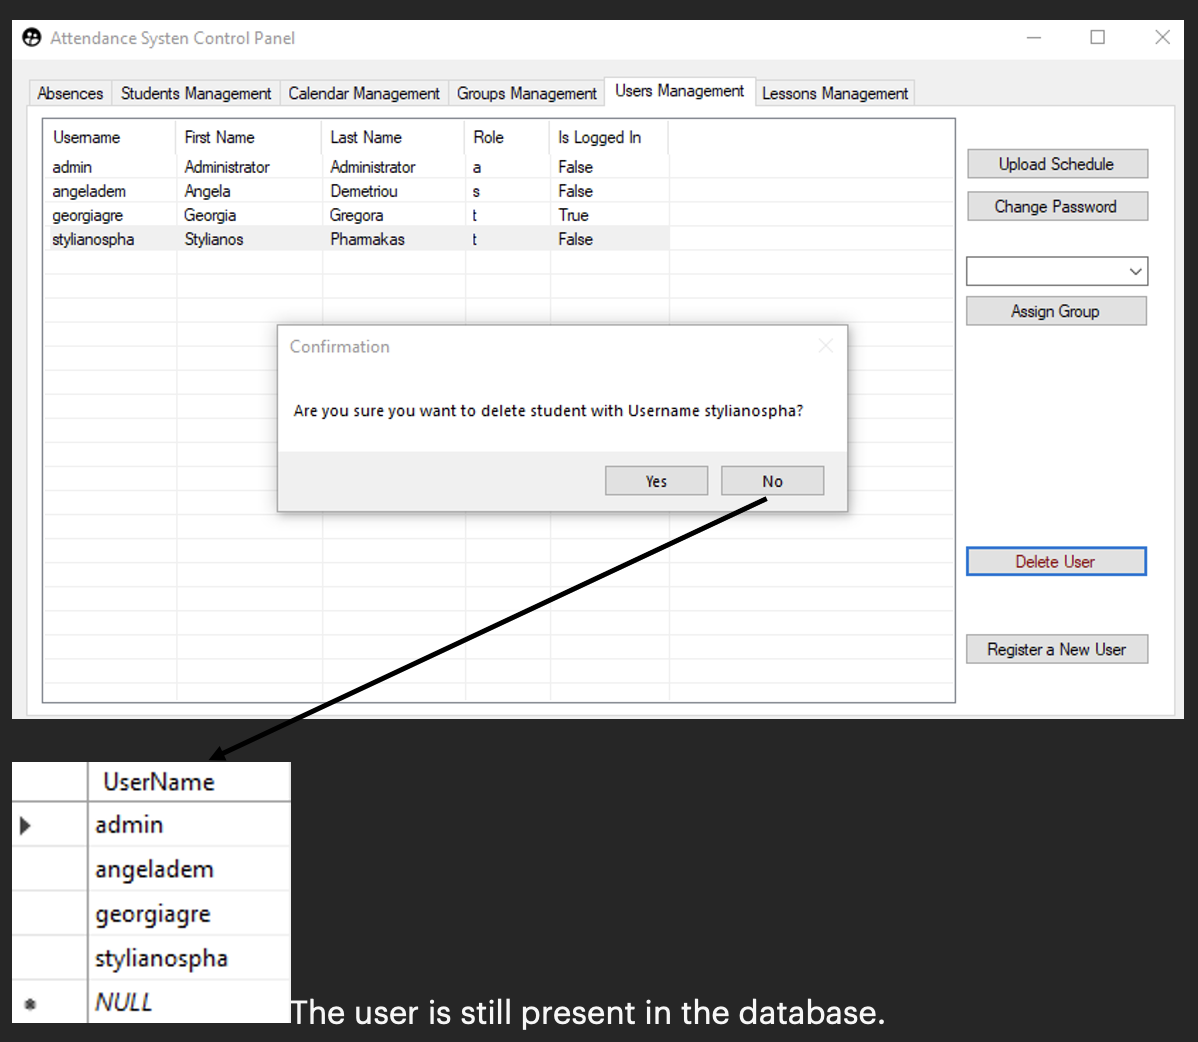 Attendance Systen Control Panel
Absences Students Management Calendar Management Groups Management Users Management Lessons Management
Username First Name Last Name Role Is Logged In
admin Administrator Administrator a False
angeladem Angela Demetriou s False
georgiagre Georgia Gregora t True
stylianospha Stylianos Pharmakas t False
Upload Schedule
Change Password
Assign Group
Confirmation
Are you sure you want to delete student with Username stylianospha?
Yes No
Delete User
Register a New User
UserName
admin
angeladem
georgiagre
stylianospha
NULL
The user is still present in the database.